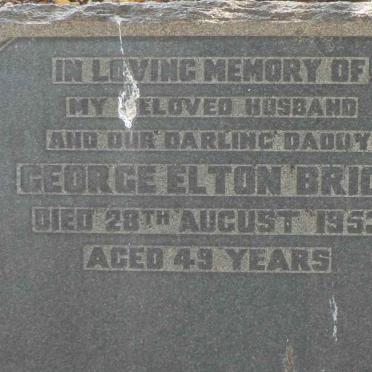 IN LOVING MEMORY OF
MY BELOVED HUSBAND
AND OUR DARLING DADDY
GEORGE ELTON
DIED 28TH AUGUST 1953
AGED 49 YEARS